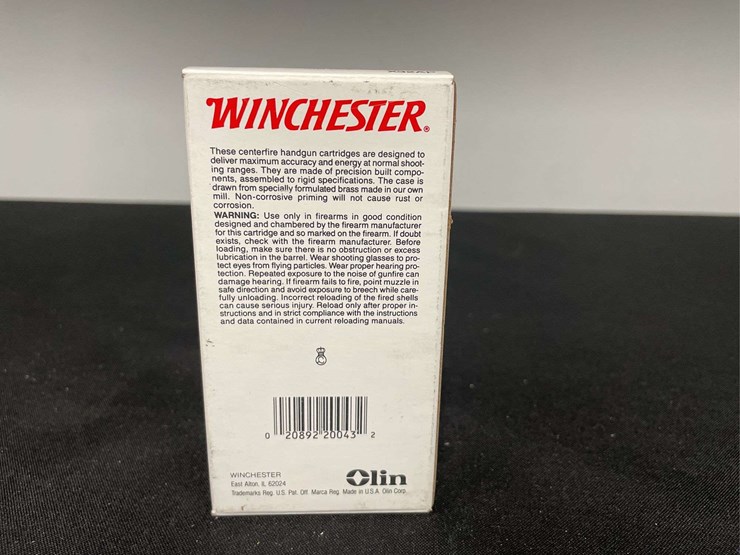 WINCHESTER®
These centerfire handgun cartridges are designed to
deliver maximum accuracy and energy at normal shoot-
ing ranges. They are made of precision built compo-
nents, assembled to rigid specifications. The case is
drawn from specially formulated brass made in our own
mill. Non-corrosive priming will not cause rust or
corrosion.
WARNING: Use only in firearms in good condition
designed and chambered by the firearm manufacturer
for this cartridge and so marked on the firearm. If doubt
exists, check with the firearm manufacturer. Before
loading, make sure there is no obstruction or excess
lubrication in the barrel. Wear shooting glasses to pro-
tect eyes from flying particles. Wear proper hearing pro-
tection. Repeated exposure to the noise of gunfire can
damage hearing. If firearm fails to fire, point muzzle in
safe direction and avoid exposure to breech while care-
fully unloading. Incorrect reloading of the fired shells
can cause serious injury. Reload only after proper in-
structions and in strict compliance with the instructions
and data contained in current reloading manuals.
0 20892 20043 2
WINCHESTER
East Alton, IL 62024
Olin
Trademarks Reg. U.S. Pat. Off. Marca Reg. Made in U.S.A. Olin Corp.